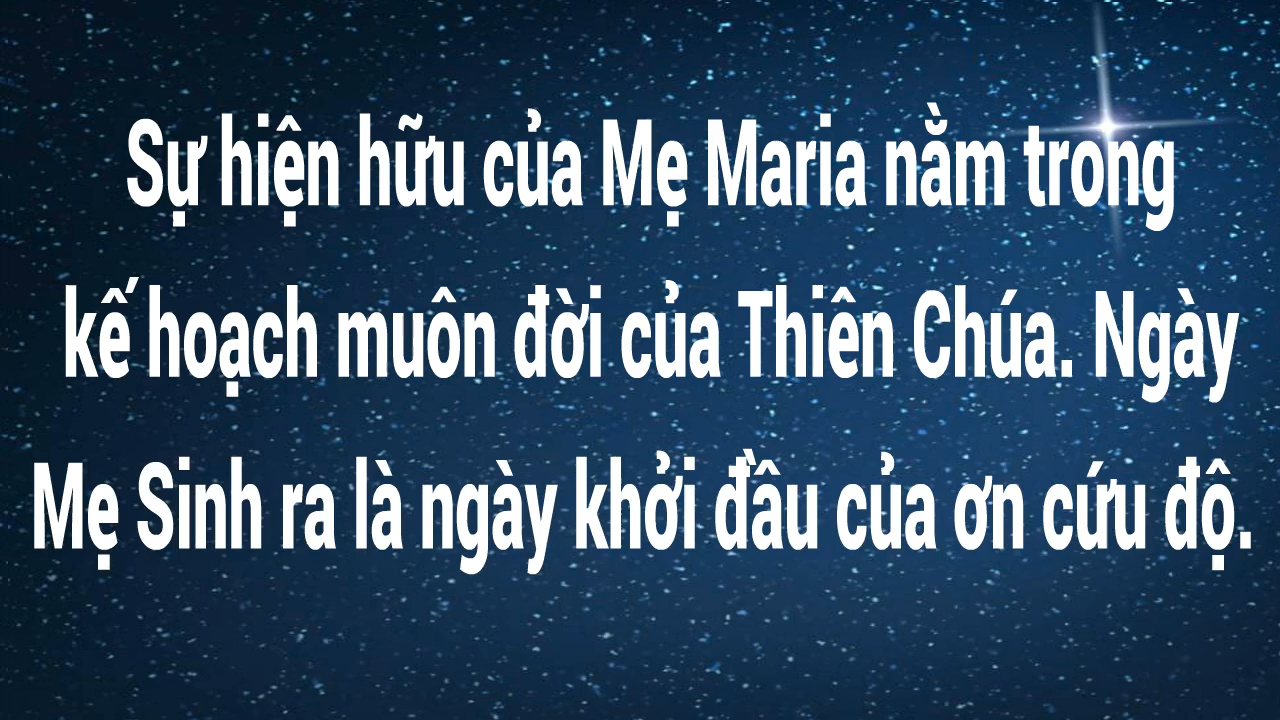 Sự hiện hữu của Mẹ Maria nằm trong
kế hoạch muôn đời của Thiên Chúa. Ngày
Mẹ Sinh ra là ngày khởi đầu của ơn cứu độ.